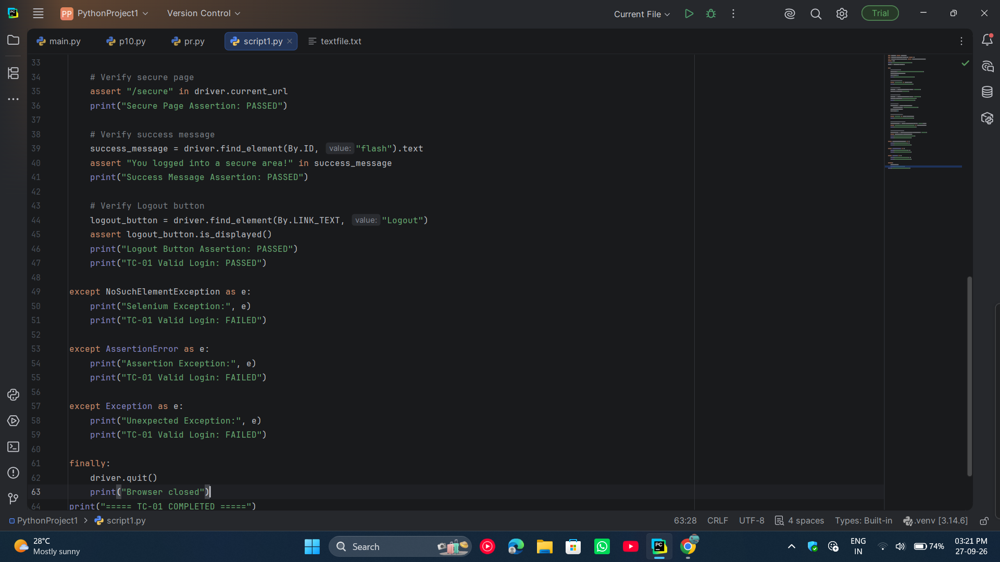 PC
PP PythonProject1 Version Control Current File Trial
main.py p10.py pr.py script1.py textfile.txt
33
34 # Verify secure page
35 assert "/secure" in driver.current_url
36 print("Secure Page Assertion: PASSED")
37
38 # Verify success message
39 success_message = driver.find_element(By.ID, value: "flash").text
40 assert "You logged into a secure area!" in success_message
41 print("Success Message Assertion: PASSED")
42
43 # Verify Logout button
44 logout_button = driver.find_element(By.LINK_TEXT, value: "Logout")
45 assert logout_button.is_displayed()
46 print("Logout Button Assertion: PASSED")
47 print("TC-01 Valid Login: PASSED")
48
49 except NoSuchElementException as e:
50 print("Selenium Exception:", e)
51 print("TC-01 Valid Login: FAILED")
52
53 except AssertionError as e:
54 print("Assertion Exception:", e)
55 print("TC-01 Valid Login: FAILED")
56
57 except Exception as e:
58 print("Unexpected Exception:", e)
59 print("TC-01 Valid Login: FAILED")
60
61 finally:
62 driver.quit()
63 print("Browser closed")
64 print("===== TC-01 COMPLETED =====")
PythonProject1 > script1.py 63:28 CRLF UTF-8 4 spaces Types: Built-in .venv [3.14.6]
28°C
Mostly sunny
Search
PC
ENG
IN
74%
03:21 PM
27-09-26